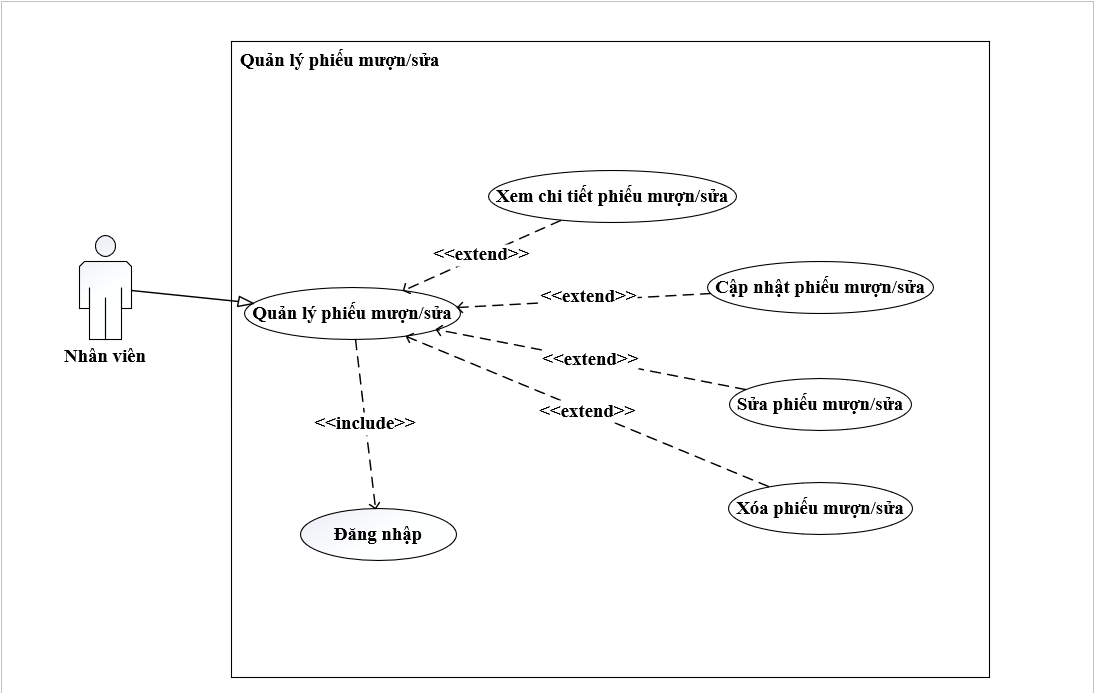 Quản lý phiếu mượn/sửa
Xem chi tiết phiếu mượn/sửa
<<extend>>
Cập nhật phiếu mượn/sửa
<<extend>>
Quản lý phiếu mượn/sửa
Nhân viên
<<extend>>
Sửa phiếu mượn/sửa
<<extend>>
<<include>>
Xóa phiếu mượn/sửa
Đăng nhập